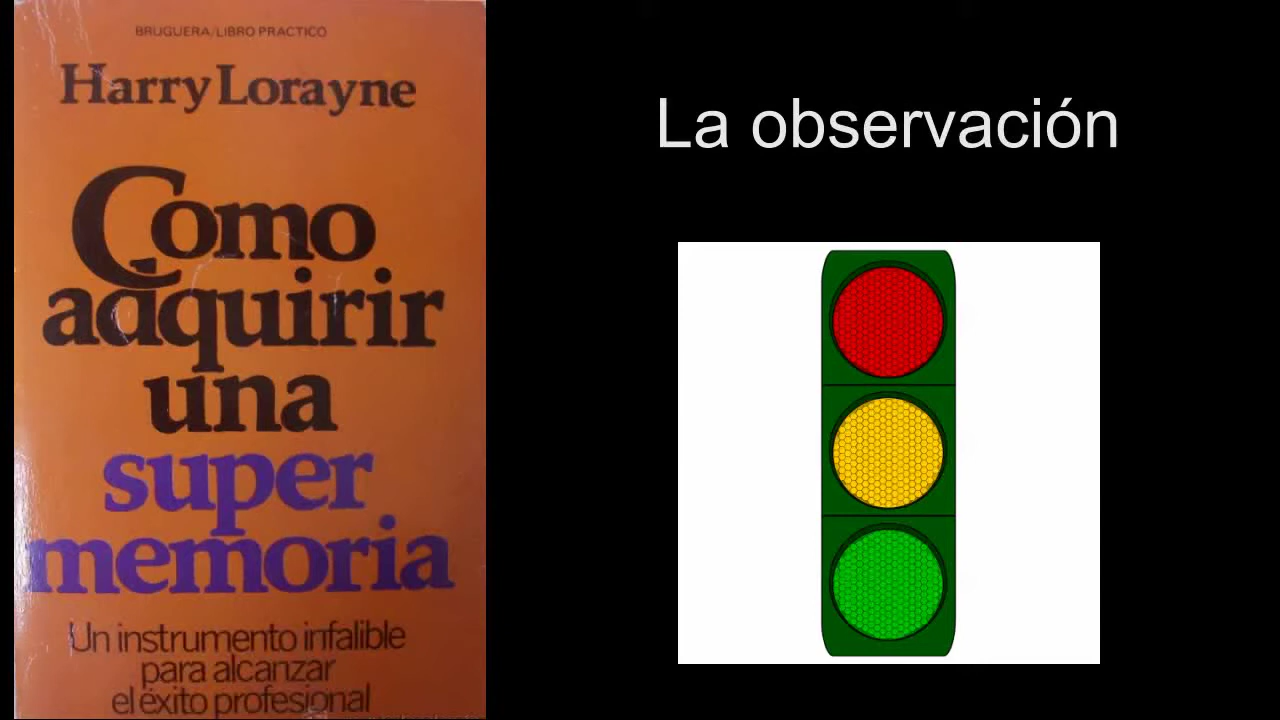 BRUGUERA/LIBRO PRACTICO
Harry Lorayne
Como
adquirir
una
super
memoria
Un instrumento infalible
para alcanzar
el éxito profesional
La observación